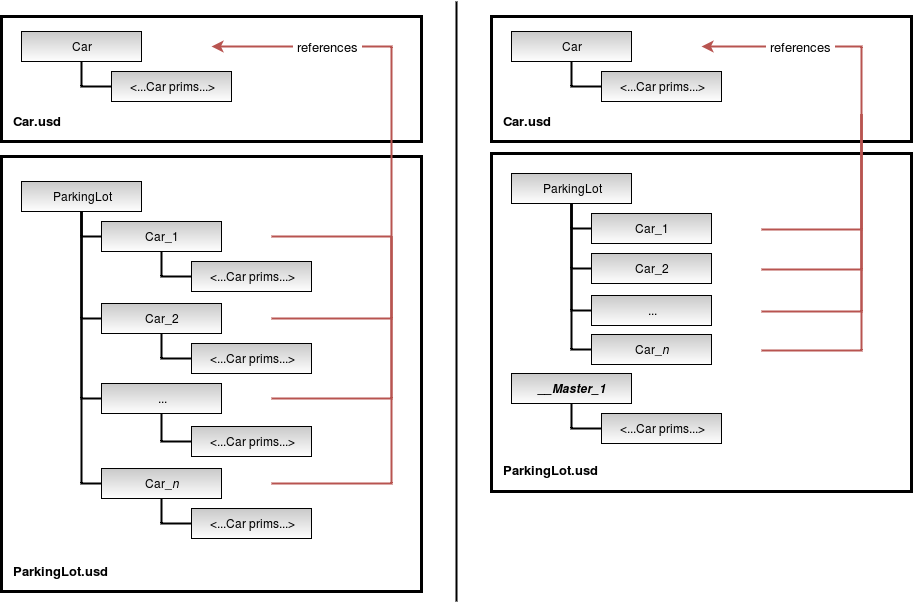 Car
references
<...Car prims...>
Car.usd
ParkingLot
Car_1
<...Car prims...>
Car_2
<...Car prims...>
...
<...Car prims...>
Car_n
<...Car prims...>
ParkingLot.usd
Car
references
<...Car prims...>
Car.usd
ParkingLot
Car_1
Car_2
...
Car_n
__Master_1
<...Car prims...>
ParkingLot.usd